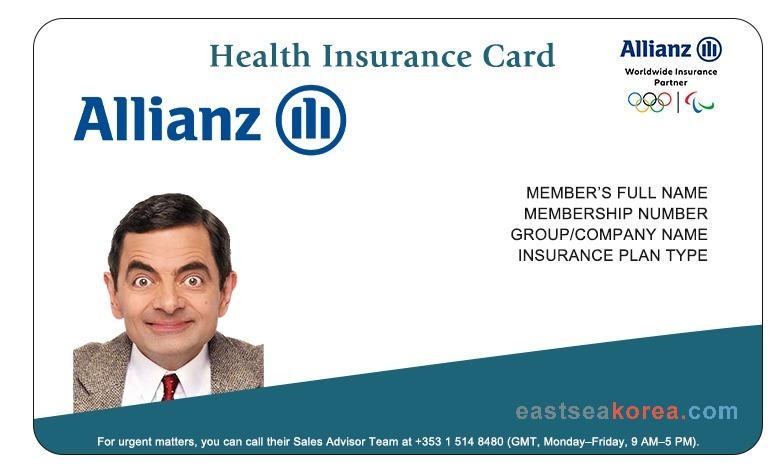 Health Insurance Card
Allianz
Worldwide Insurance
Partner
Allianz
MEMBER'S FULL NAME
MEMBERSHIP NUMBER
GROUP/COMPANY NAME
INSURANCE PLAN TYPE
eastseakorea.com
For urgent matters, you can call their Sales Advisor Team at +353 1 514 8480 (GMT, Monday–Friday, 9 AM–5 PM).